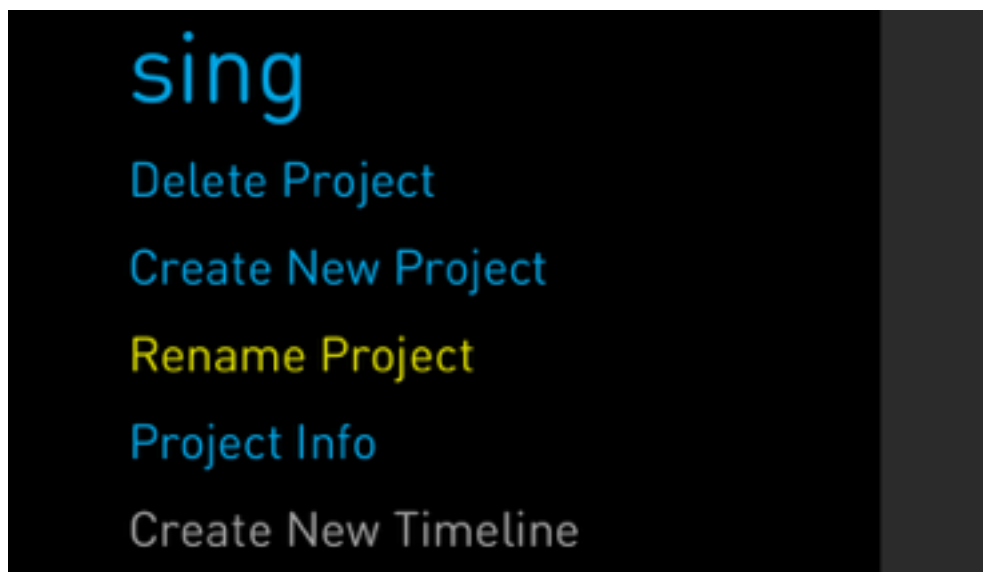 sing
Delete Project
Create New Project
Rename Project
Project Info
Create New Timeline